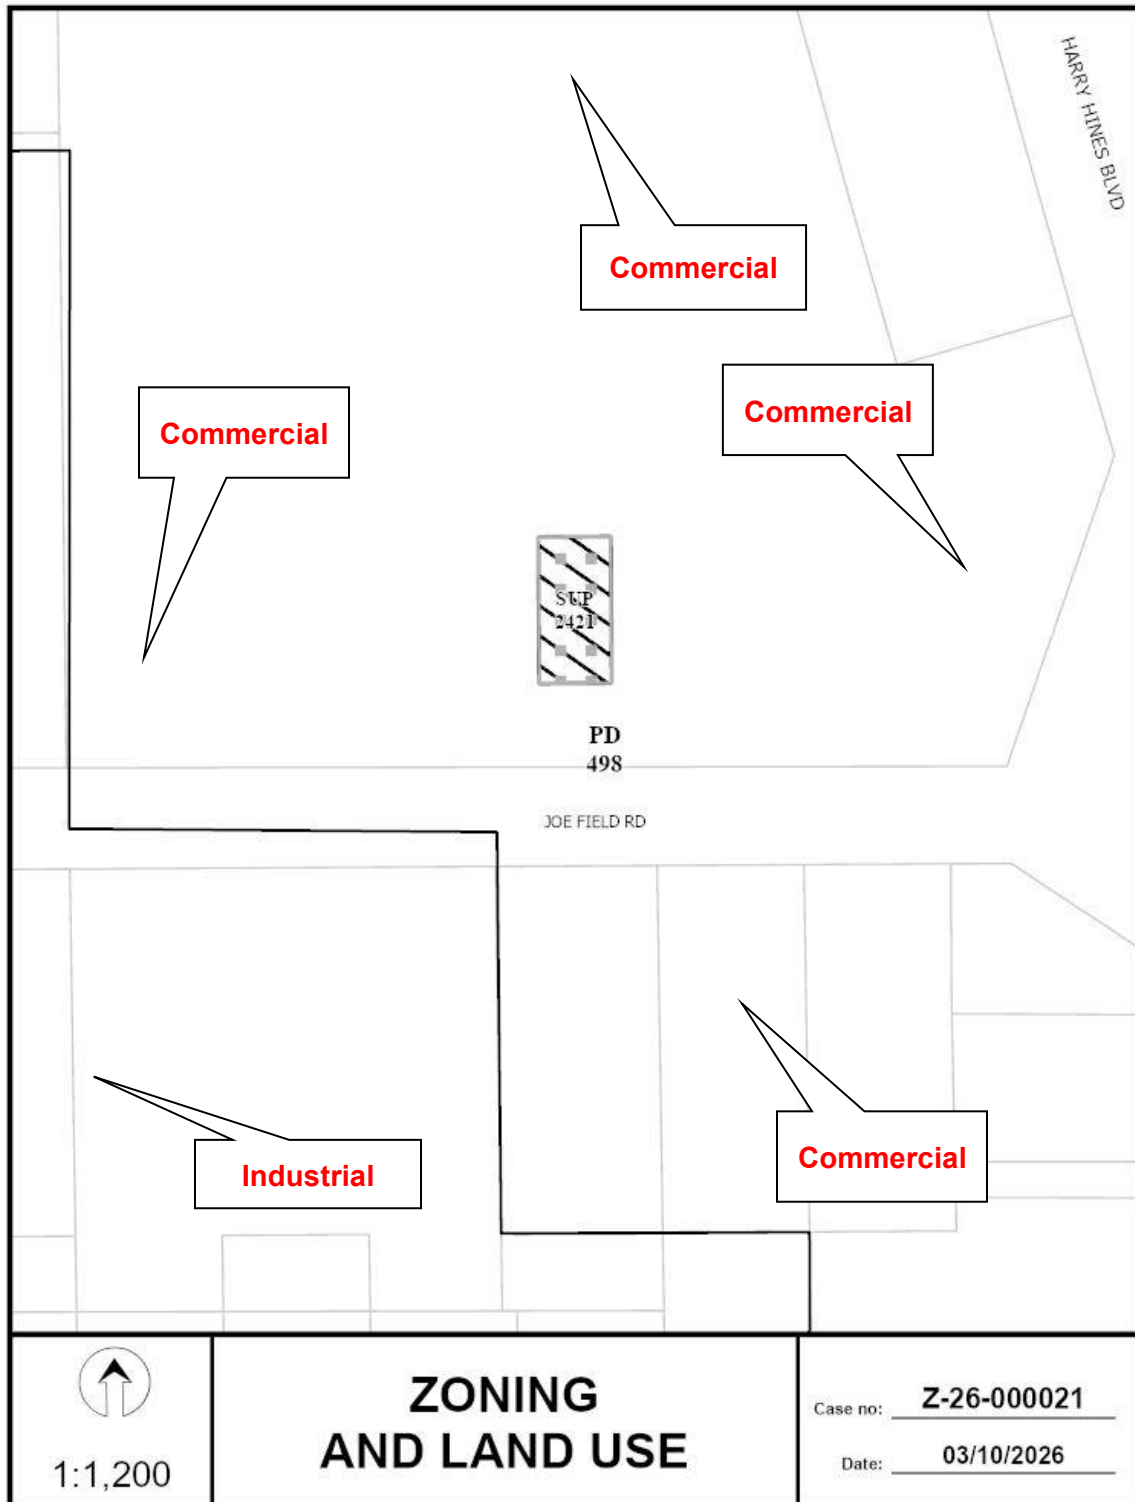 HARRY HINES BLVD
Commercial
Commercial
Commercial
SUP
2421
PD
498
JOE FIELD RD
Commercial
Industrial
1:1,200
ZONING
AND LAND USE
Case no: Z-26-000021
Date: 03/10/2026